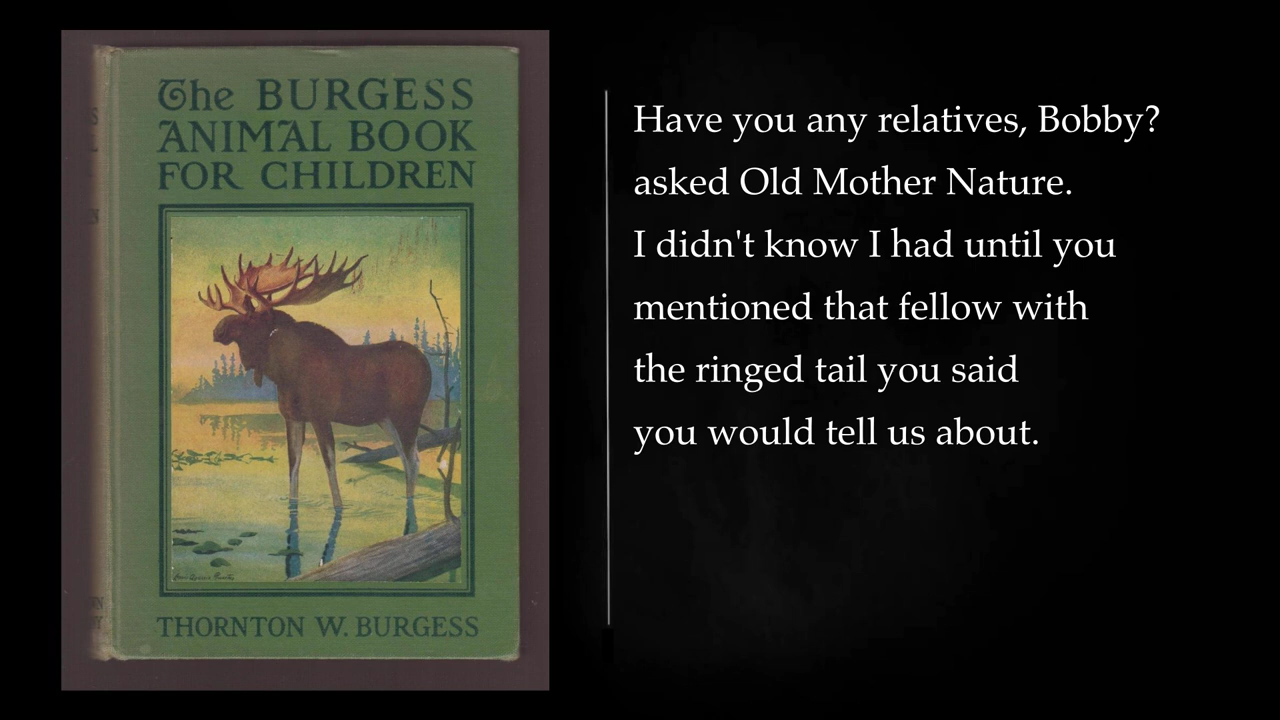 The BURGESS
ANIMAL BOOK
FOR CHILDREN
THORNTON W. BURGESS
Have you any relatives, Bobby?
asked Old Mother Nature.
I didn't know I had until you
mentioned that fellow with
the ringed tail you said
you would tell us about.